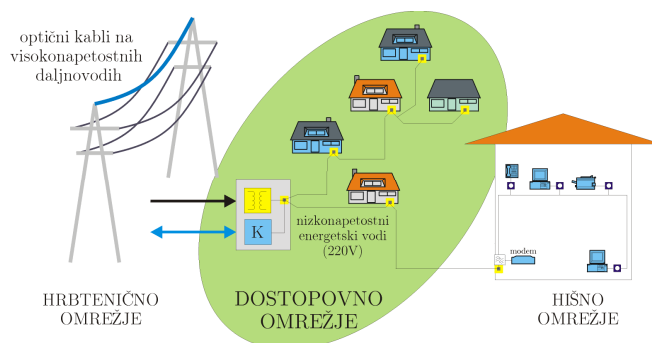 optični kabli na
visokonapetostnih
daljnovodih
K
nizkonapetostni
energetski vodi
(220V)
modem
HRBTENIČNO
OMREŽJE
DOSTOPOVNO
OMREŽJE
HIŠNO
OMREŽJE